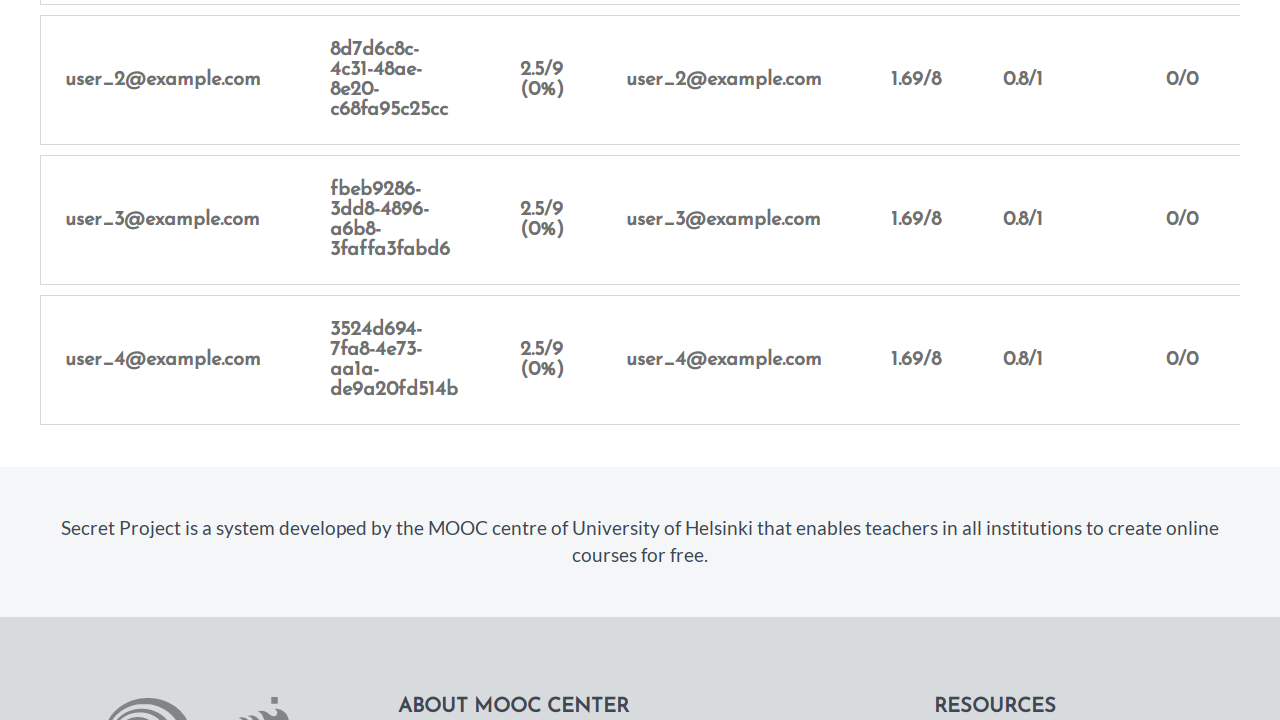 user_2@example.com
8d7d6c8c-
4c31-48ae-
8e20-
c68fa95c25cc
2.5/9
(0%)
user_2@example.com
1.69/8
0.8/1
0/0
user_3@example.com
fbeb9286-
3dd8-4896-
a6b8-
3faffa3fabd6
2.5/9
(0%)
user_3@example.com
1.69/8
0.8/1
0/0
user_4@example.com
3524d694-
7fa8-4e73-
aa1a-
de9a20fd514b
2.5/9
(0%)
user_4@example.com
1.69/8
0.8/1
0/0
Secret Project is a system developed by the MOOC centre of University of Helsinki that enables teachers in all institutions to create online
courses for free.
ABOUT MOOC CENTER
RESOURCES